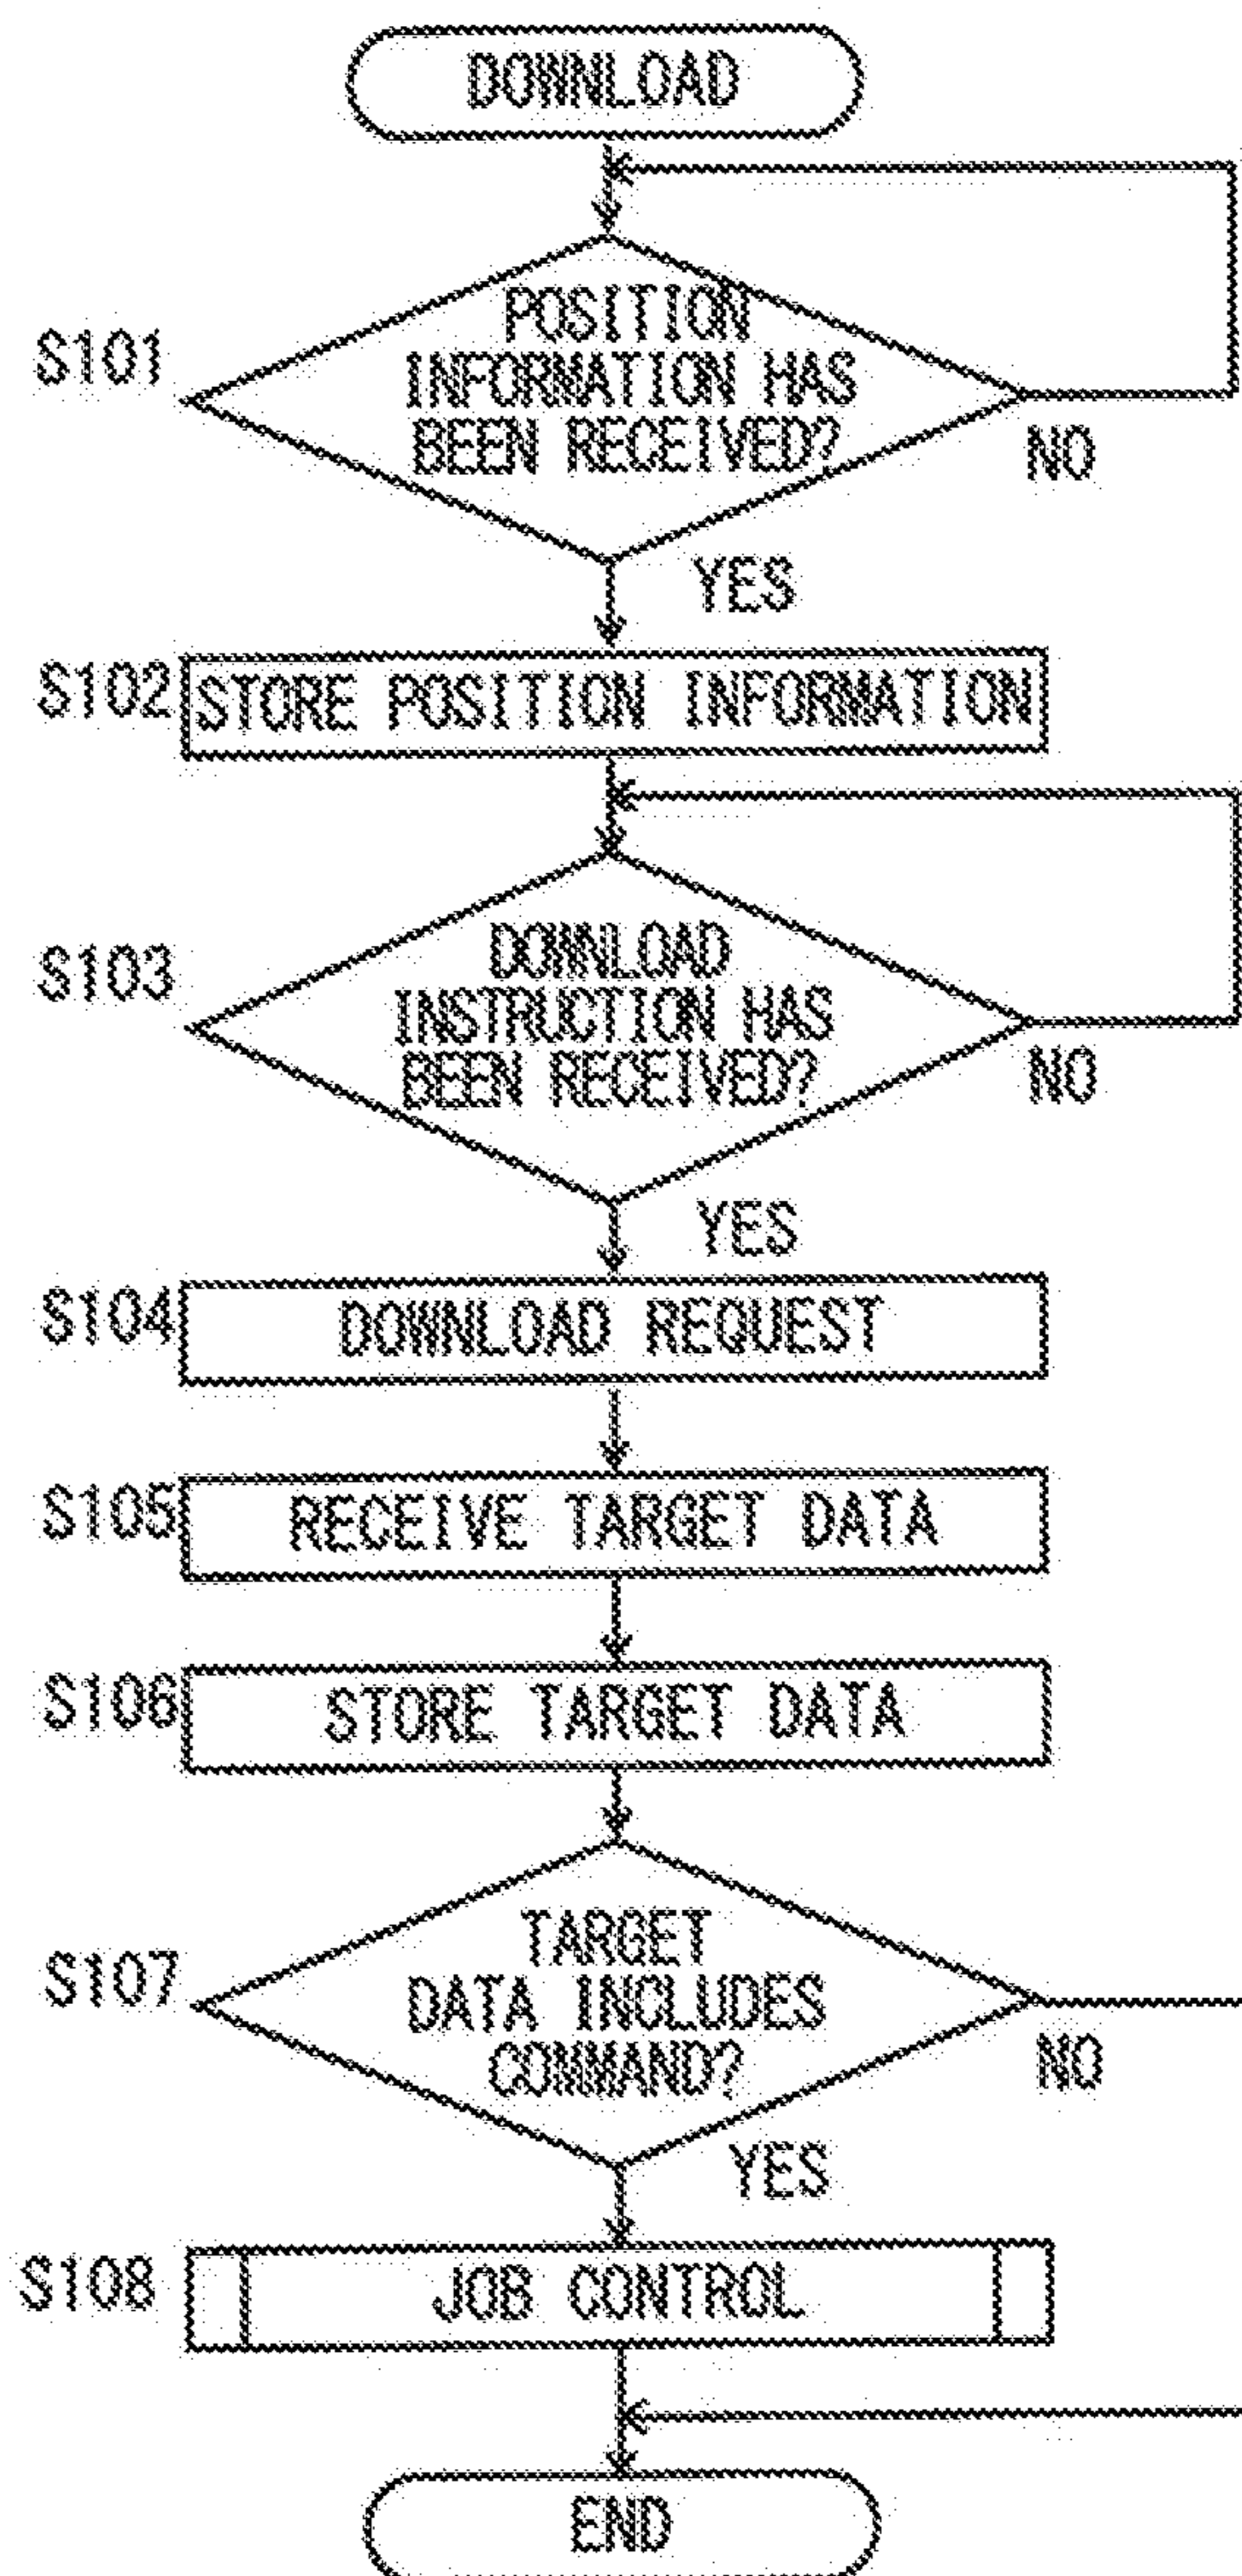 DOWNLOAD
S101
POSITION
INFORMATION HAS
BEEN RECEIVED?
NO
YES
S102
STORE POSITION INFORMATION
S103
DOWNLOAD
INSTRUCTION HAS
BEEN RECEIVED?
NO
YES
S104
DOWNLOAD REQUEST
S105
RECEIVE TARGET DATA
S106
STORE TARGET DATA
S107
TARGET
DATA INCLUDES
COMMAND?
NO
YES
S108
JOB CONTROL
END